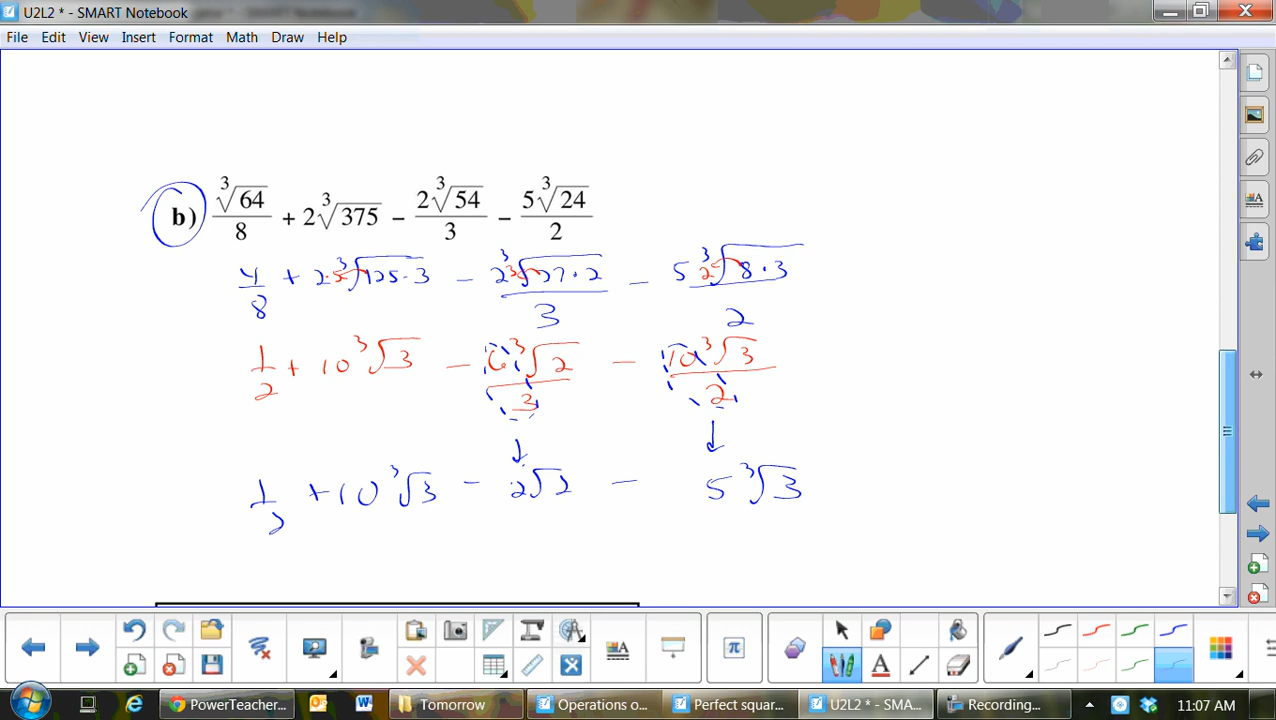 U2L2 * - SMART Notebook
File Edit View Insert Format Math Draw Help
b) ∛64/8 + 2∛375 − 2∛54/3 − 5∛24/2
4/8 + 2·5∛125·3 − 2·3∛27·2/3 − 5·2∛8·3/2
1/2 + 10∛3 − 6∛2/3 − 10∛3/2
1/2 + 10∛3 − 2√2 − 5∛3
π A
PowerTeacher... Tomorrow Operations o... Perfect squar... U2L2 * - SMA... Recording... 11:07 AM